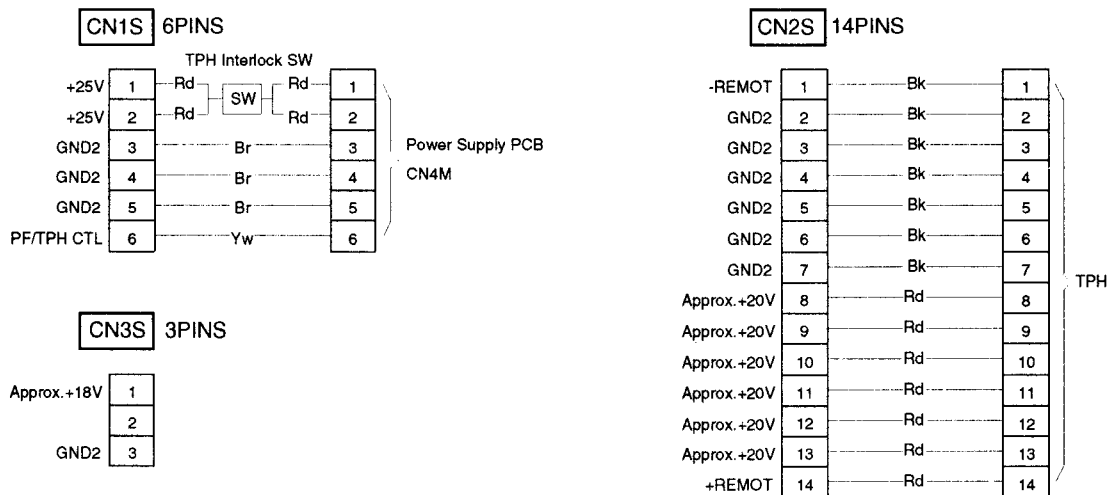 CN1S 6PINS
TPH Interlock SW
+25V 1 Rd SW Rd 1
+25V 2 Rd Rd 2
GND2 3 Br 3
GND2 4 Br 4
GND2 5 Br 5
PF/TPH CTL 6 Yw 6
Power Supply PCB
CN4M
CN3S 3PINS
Approx.+18V 1
2
GND2 3
CN2S 14PINS
-REMOT 1 Bk 1
GND2 2 Bk 2
GND2 3 Bk 3
GND2 4 Bk 4
GND2 5 Bk 5
GND2 6 Bk 6
GND2 7 Bk 7
Approx.+20V 8 Rd 8
Approx.+20V 9 Rd 9
Approx.+20V 10 Rd 10
Approx.+20V 11 Rd 11
Approx.+20V 12 Rd 12
Approx.+20V 13 Rd 13
+REMOT 14 Rd 14
TPH